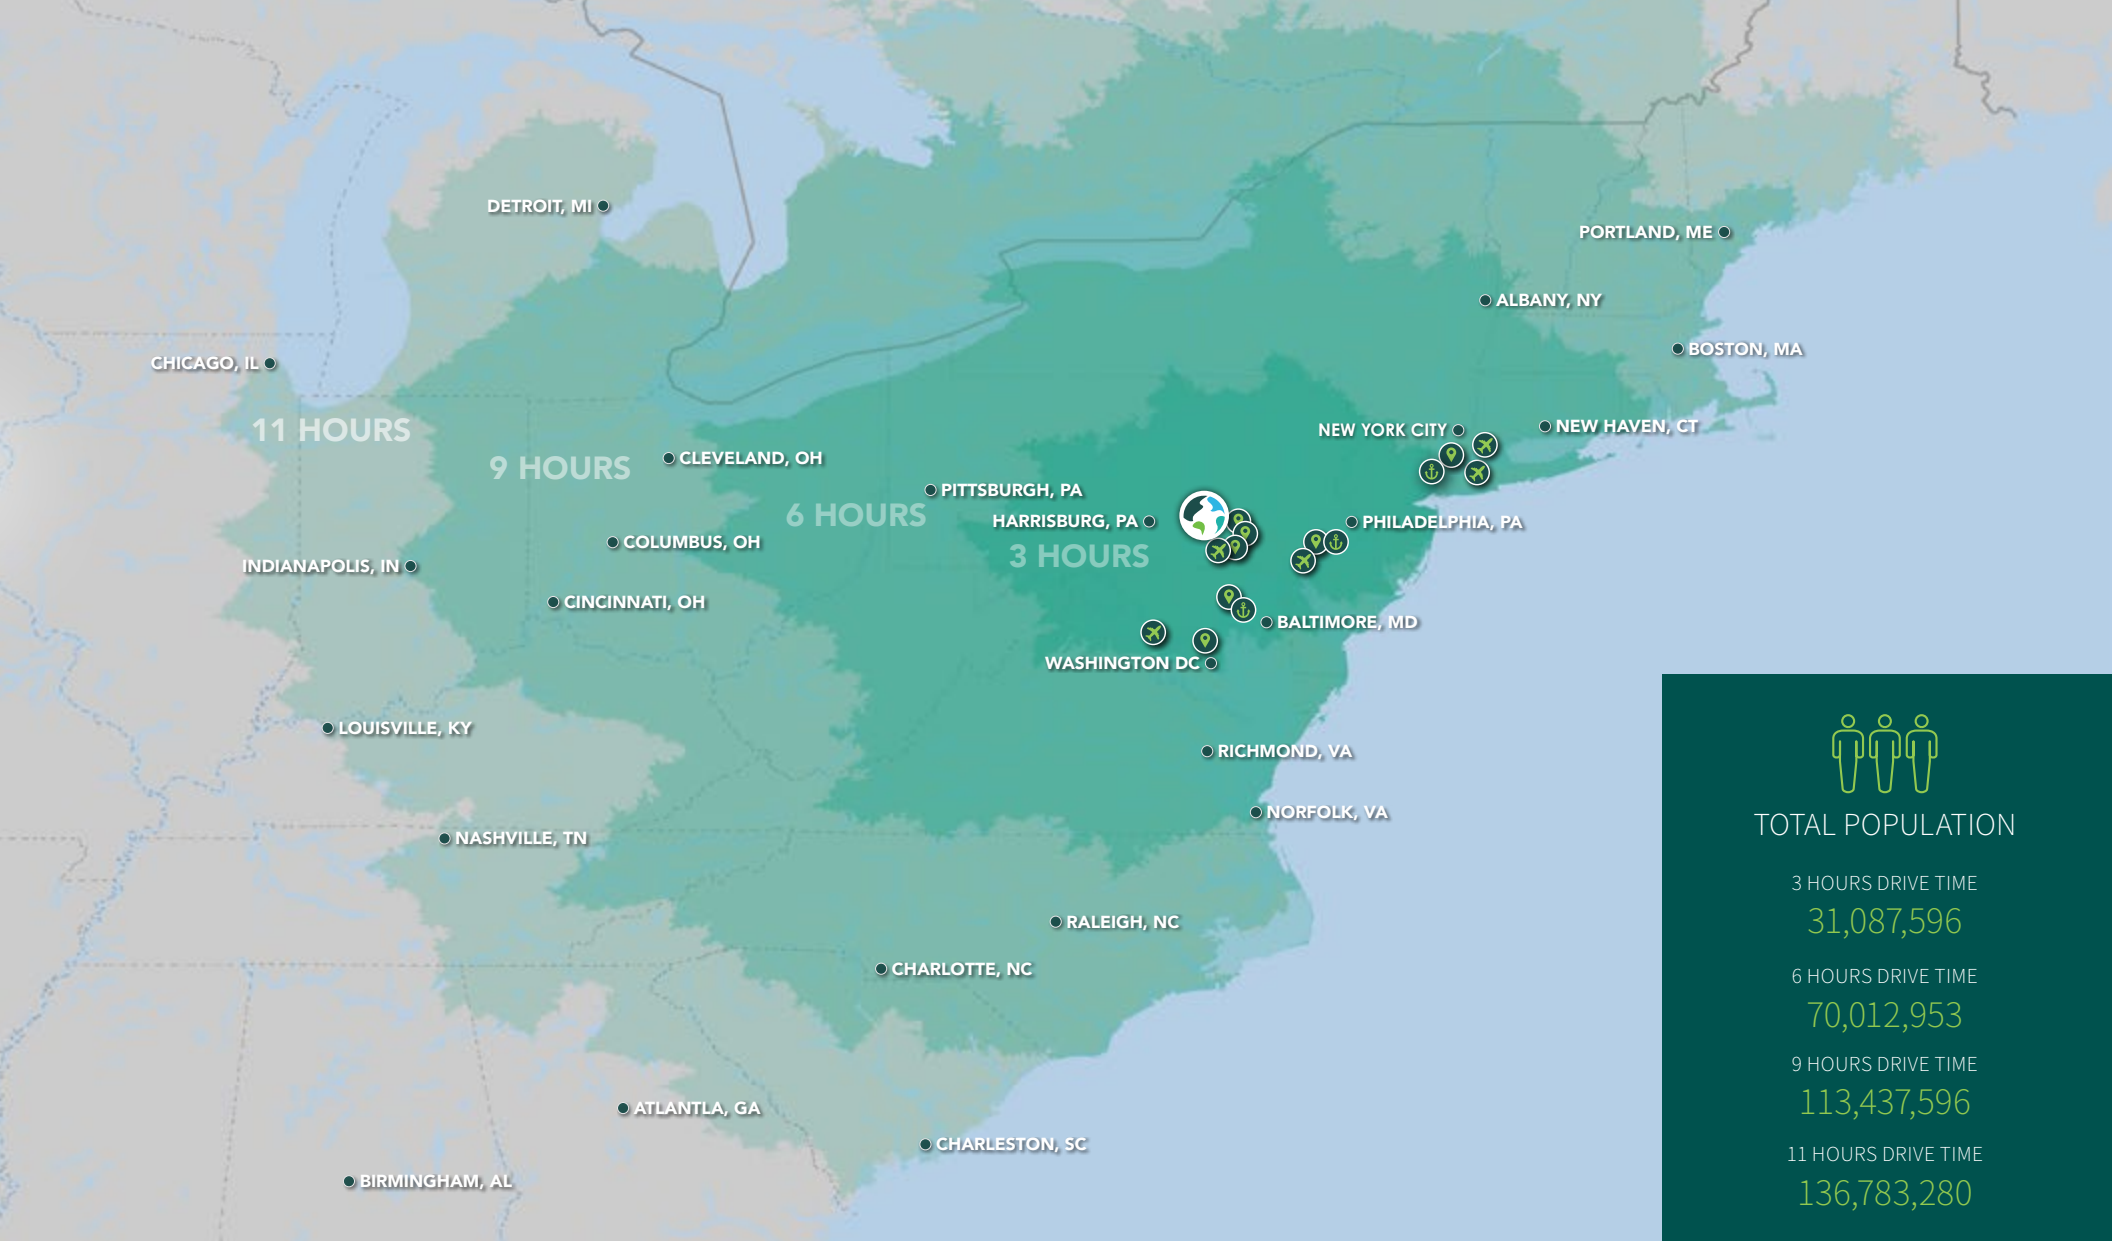 DETROIT, MI
PORTLAND, ME
ALBANY, NY
BOSTON, MA
CHICAGO, IL
11 HOURS
NEW YORK CITY
NEW HAVEN, CT
9 HOURS
CLEVELAND, OH
PITTSBURGH, PA
6 HOURS
HARRISBURG, PA
PHILADELPHIA, PA
COLUMBUS, OH
3 HOURS
INDIANAPOLIS, IN
CINCINNATI, OH
BALTIMORE, MD
WASHINGTON DC
LOUISVILLE, KY
RICHMOND, VA
NORFOLK, VA
NASHVILLE, TN
RALEIGH, NC
CHARLOTTE, NC
ATLANTLA, GA
CHARLESTON, SC
BIRMINGHAM, AL
TOTAL POPULATION
3 HOURS DRIVE TIME
31,087,596
6 HOURS DRIVE TIME
70,012,953
9 HOURS DRIVE TIME
113,437,596
11 HOURS DRIVE TIME
136,783,280